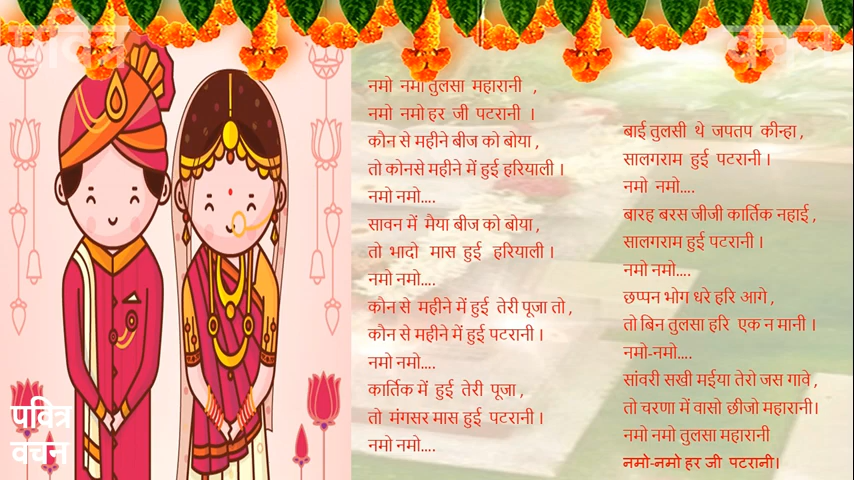 पवित्र
वचन
नमो नमो तुलसा महारानी ,
नमो नमो हर जी पटरानी ।
कौन से महीने बीज को बोया ,
तो कोनसे महीने में हुई हरियाली ।
नमो नमो....
सावन में मैया बीज को बोया ,
तो भादो मास हुई हरियाली ।
नमो नमो....
कौन से महीने में हुई तेरी पूजा तो ,
कौन से महीने में हुई पटरानी ।
नमो नमो....
कार्तिक में हुई तेरी पूजा ,
तो मंगसर मास हुई पटरानी ।
नमो नमो....
बाई तुलसी थे जपतप कीन्हा ,
सालगराम हुई पटरानी ।
नमो नमो....
बारह बरस जीजी कार्तिक नहाई ,
सालगराम हुई पटरानी ।
नमो नमो....
छप्पन भोग धरे हरि आगे ,
तो बिन तुलसा हरि एक न मानी ।
नमो-नमो....
सांवरी सखी मईया तेरो जस गावे ,
तो चरणा में वासो छीजो महारानी।
नमो नमो तुलसा महारानी
नमो-नमो हर जी पटरानी।
पवित्र
वचन